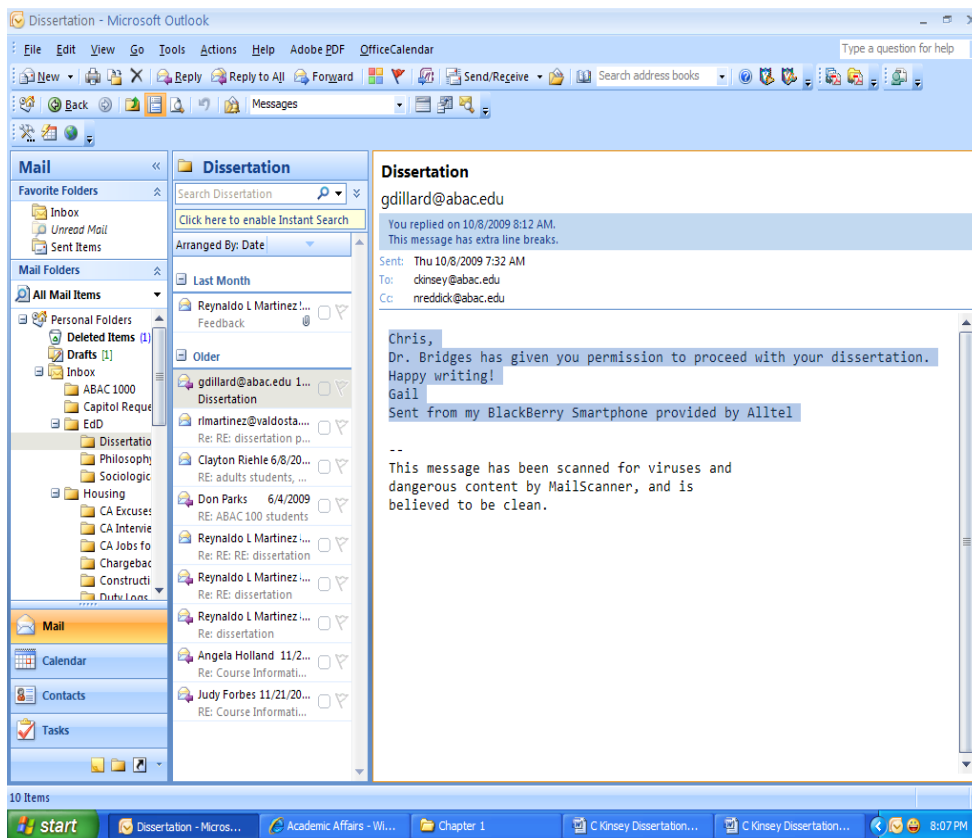 Dissertation - Microsoft Outlook
File Edit View Go Tools Actions Help Adobe PDF OfficeCalendar
Type a question for help
New Reply Reply to All Forward Send/Receive Search address books
Back Messages
Mail
Favorite Folders
Inbox
Unread Mail
Sent Items
Mail Folders
All Mail Items
Personal Folders
Deleted Items (1)
Drafts [1]
Inbox
ABAC 1000
Capitol Reque
EdD
Dissertatio
Philosophy
Sociologic
Housing
CA Excuses
CA Intervie
CA Jobs fo
Chargebac
Constructi
Duty Logs
Mail
Calendar
Contacts
Tasks
Dissertation
Search Dissertation
Click here to enable Instant Search
Arranged By: Date
Last Month
Reynaldo L Martinez
Feedback
Older
gdillard@abac.edu 1...
Dissertation
rlmartinez@valdosta....
Re: RE: dissertation p...
Clayton Riehle 6/8/20...
RE: adults students, ...
Don Parks 6/4/2009
RE: ABAC 100 students
Reynaldo L Martinez
Re: RE: RE: dissertation
Reynaldo L Martinez
Re: RE: dissertation
Reynaldo L Martinez
Re: dissertation
Angela Holland 11/2...
Re: Course Informati...
Judy Forbes 11/21/20...
RE: Course Informati...
Dissertation
gdillard@abac.edu
You replied on 10/8/2009 8:12 AM.
This message has extra line breaks.
Sent: Thu 10/8/2009 7:32 AM
To: ckinsey@abac.edu
Cc: nreddick@abac.edu
Chris,
Dr. Bridges has given you permission to proceed with your dissertation.
Happy writing!
Gail
Sent from my BlackBerry Smartphone provided by Alltel
--
This message has been scanned for viruses and
dangerous content by MailScanner, and is
believed to be clean.
10 Items
start Dissertation - Micros... Academic Affairs - Wi... Chapter 1 C Kinsey Dissertation... C Kinsey Dissertation... 8:07 PM